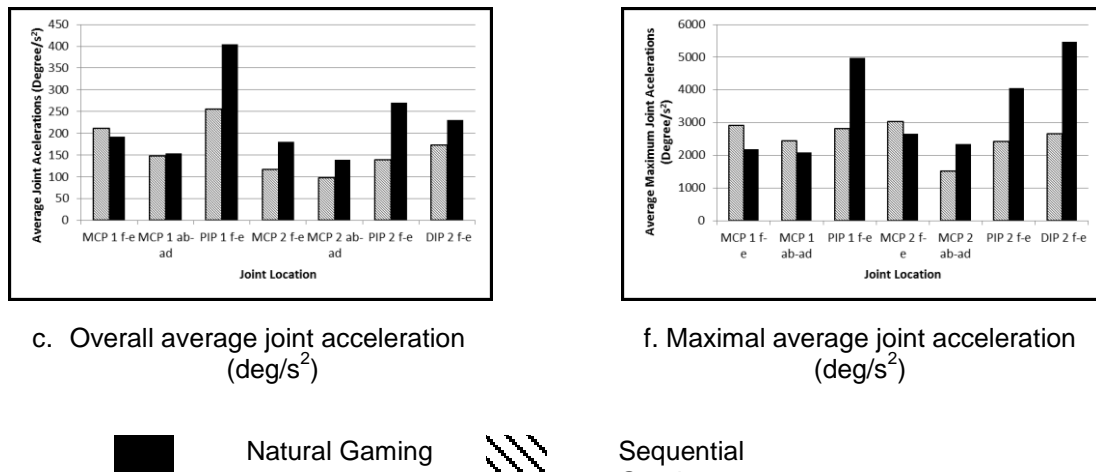 450
400
350
300
250
200
150
100
50
0
Average Joint Acelerations (Degree/s²)
MCP 1 f-e MCP 1 ab-ad PIP 1 f-e MCP 2 f-e MCP 2 ab-ad PIP 2 f-e DIP 2 f-e
Joint Location
6000
5000
4000
3000
2000
1000
0
Average Maximum Joint Acelerations
(Degree/s²)
MCP 1 f-e MCP 1 ab-ad PIP 1 f-e MCP 2 f-e MCP 2 ab-ad PIP 2 f-e DIP 2 f-e
Joint Location
c. Overall average joint acceleration
(deg/s²)
f. Maximal average joint acceleration
(deg/s²)
Natural Gaming
Sequential